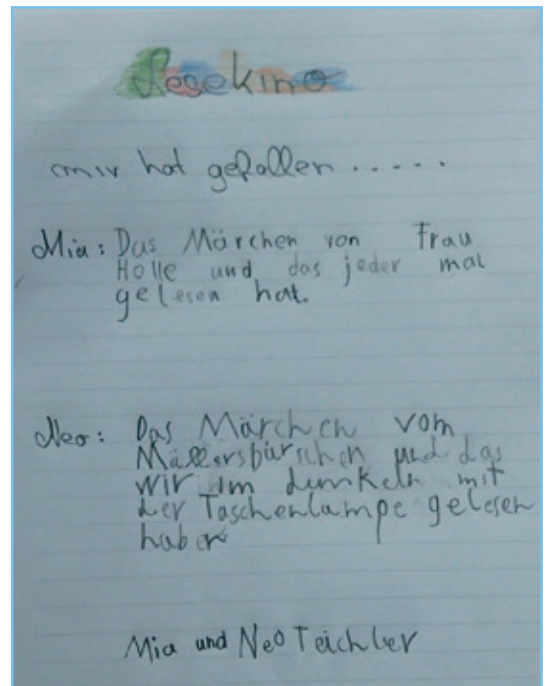 Lesekino
mir hat gefallen.....
Mia: Das Märchen von Frau
Holle und das jeder mal
gelesen hat.
Neo: Das Märchen vom
Müllersburschen und das
wir im dunkeln mit
der Taschenlampe gelesen
haben
Mia und Neo Teichler